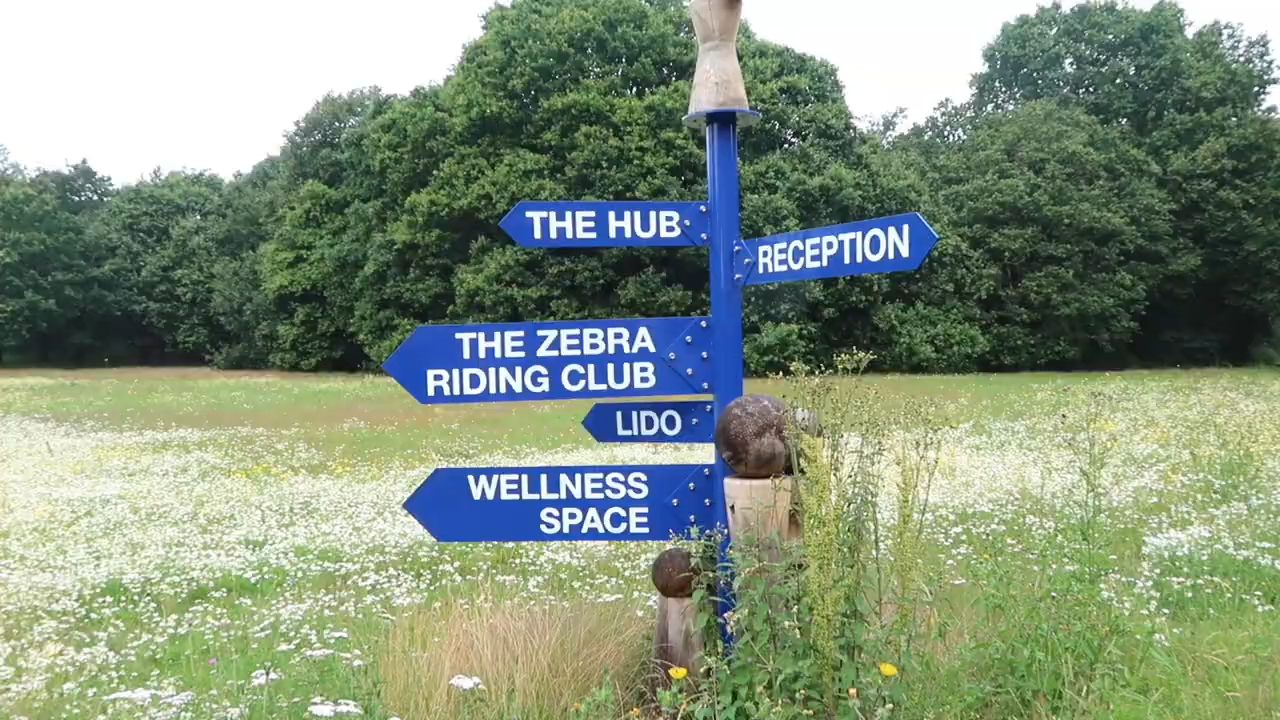 THE HUB
RECEPTION
THE ZEBRA
RIDING CLUB
LIDO
WELLNESS
SPACE